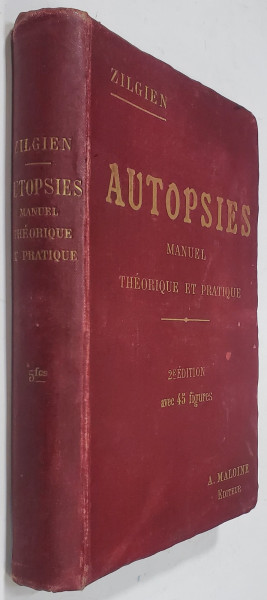 ZILGIEN
AUTOPSIES
MANUEL
THÉORIQUE
ET PRATIQUE
5fcs
ZILGIEN
AUTOPSIES
MANUEL
THÉORIQUE ET PRATIQUE
2e ÉDITION
avec 45 figures
A. MALOINE
ÉDITEUR